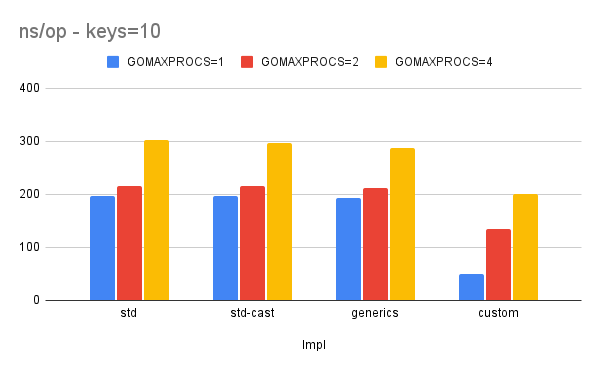 ns/op - keys=10
GOMAXPROCS=1 GOMAXPROCS=2 GOMAXPROCS=4
400
300
200
100
0
std std-cast generics custom
Impl